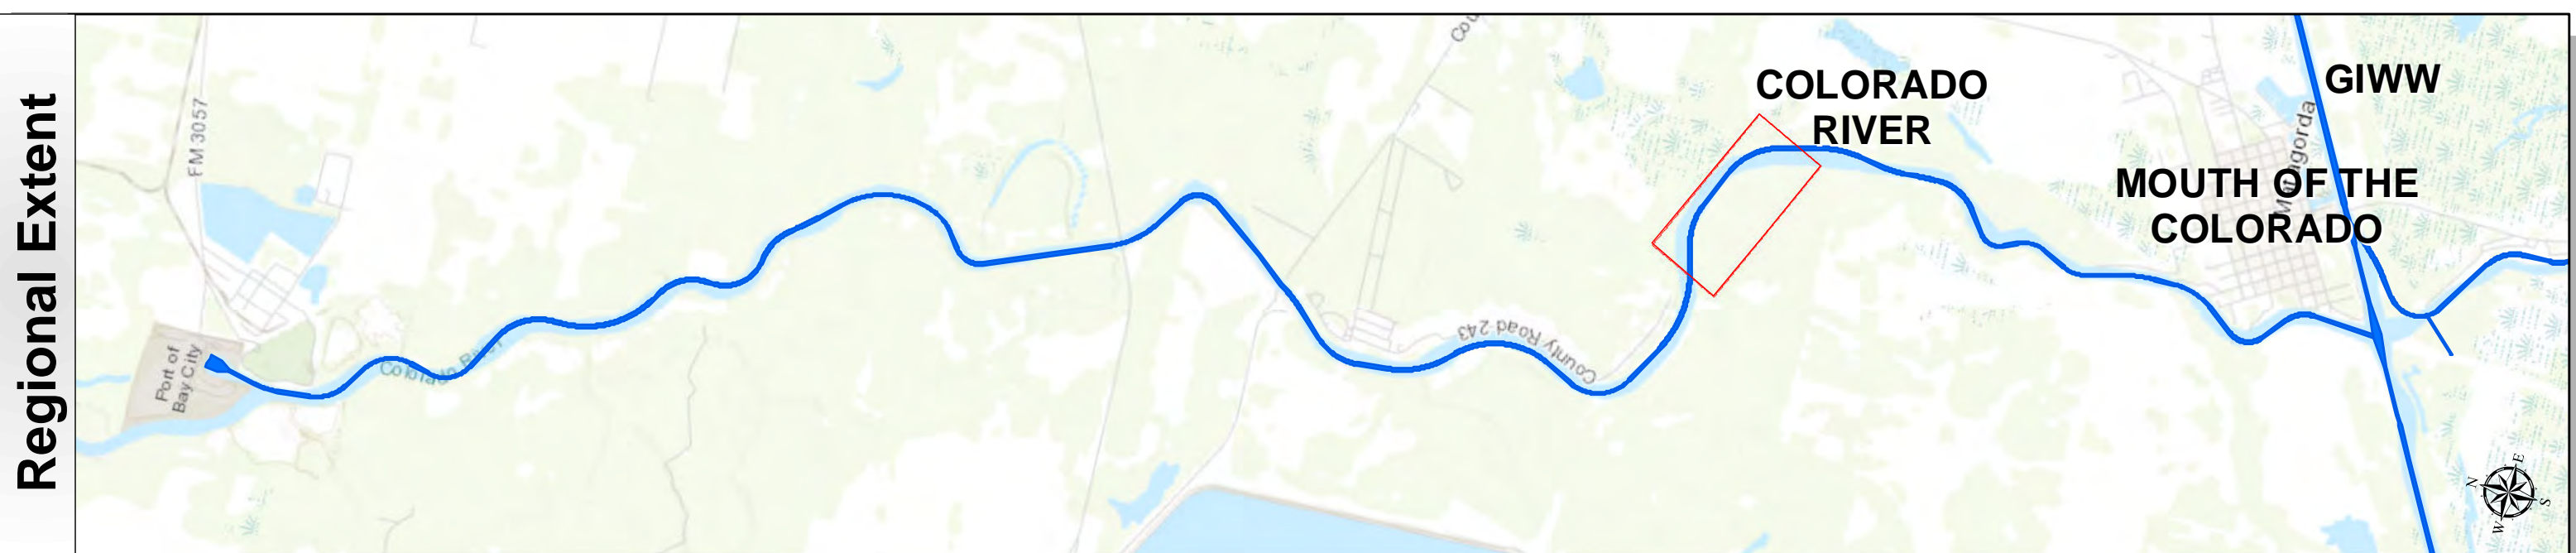 Regional Extent
FM 3057
Port of
Bay City
Colorado River
County Road 243
Cou
COLORADO
RIVER
MOUTH OF THE
COLORADO
Matagorda
GIWW
N
E
S
W